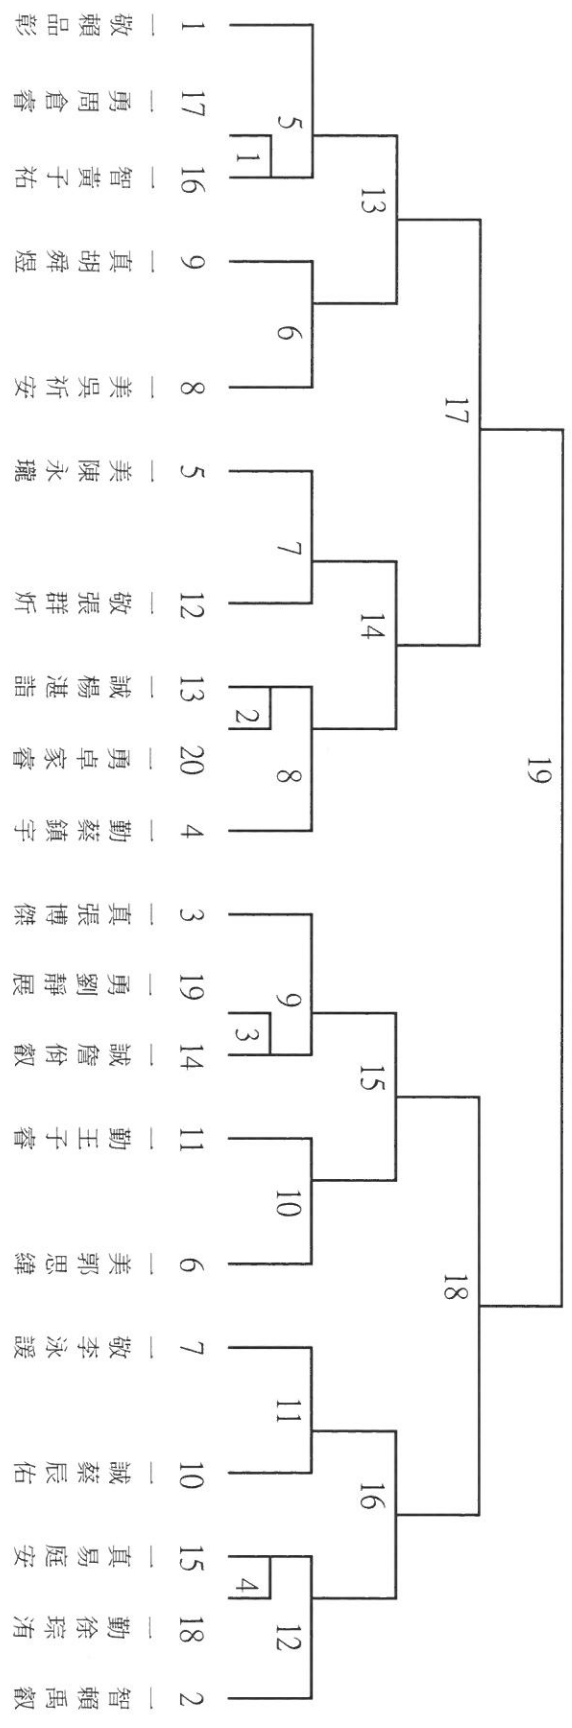 19
17 18
13 14 15 16
5 6 7 8 9 10 11 12
1 2 3 4
1 17 16 9 8 5 12 13 20 4 3 19 14 11 6 7 10 15 18 2
一敬賴品彰
一勇周倉睿
一智黃子祐
一真胡舜煜
一美吳祈安
一美陳永瓏
一敬張群炘
一誠楊湛詣
一勇卓家睿
一勤蔡鎮宇
一真張博傑
一勇劉靜展
一誠詹侑叡
一勤王子睿
一美郭思緯
一敬李泳諼
一誠蔡辰佑
一真易庭安
一勤徐琮洧
一智賴禹叡